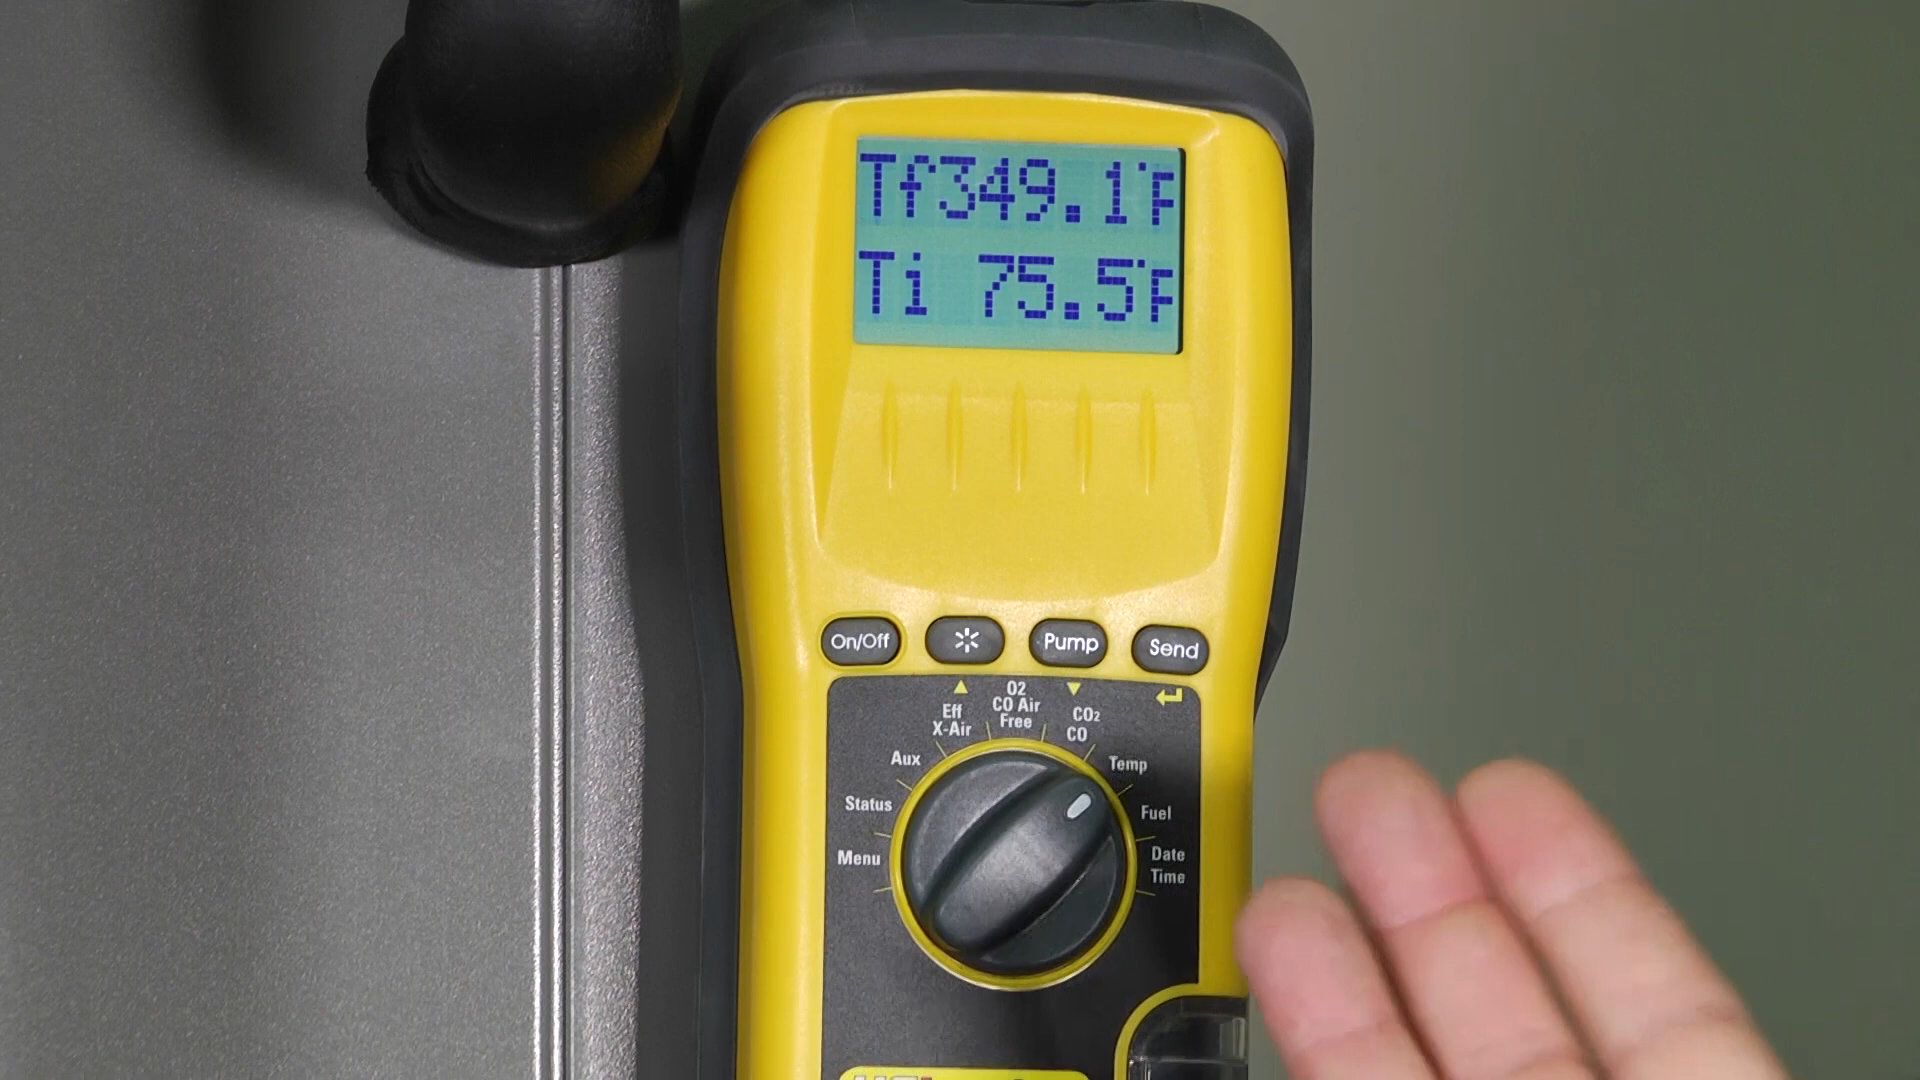 Tf349.1°F
Ti 75.5°F
On/Off
Pump
Send
Eff
X-Air
O2
CO Air
Free
CO2
CO
Aux
Temp
Status
Fuel
Menu
Date
Time